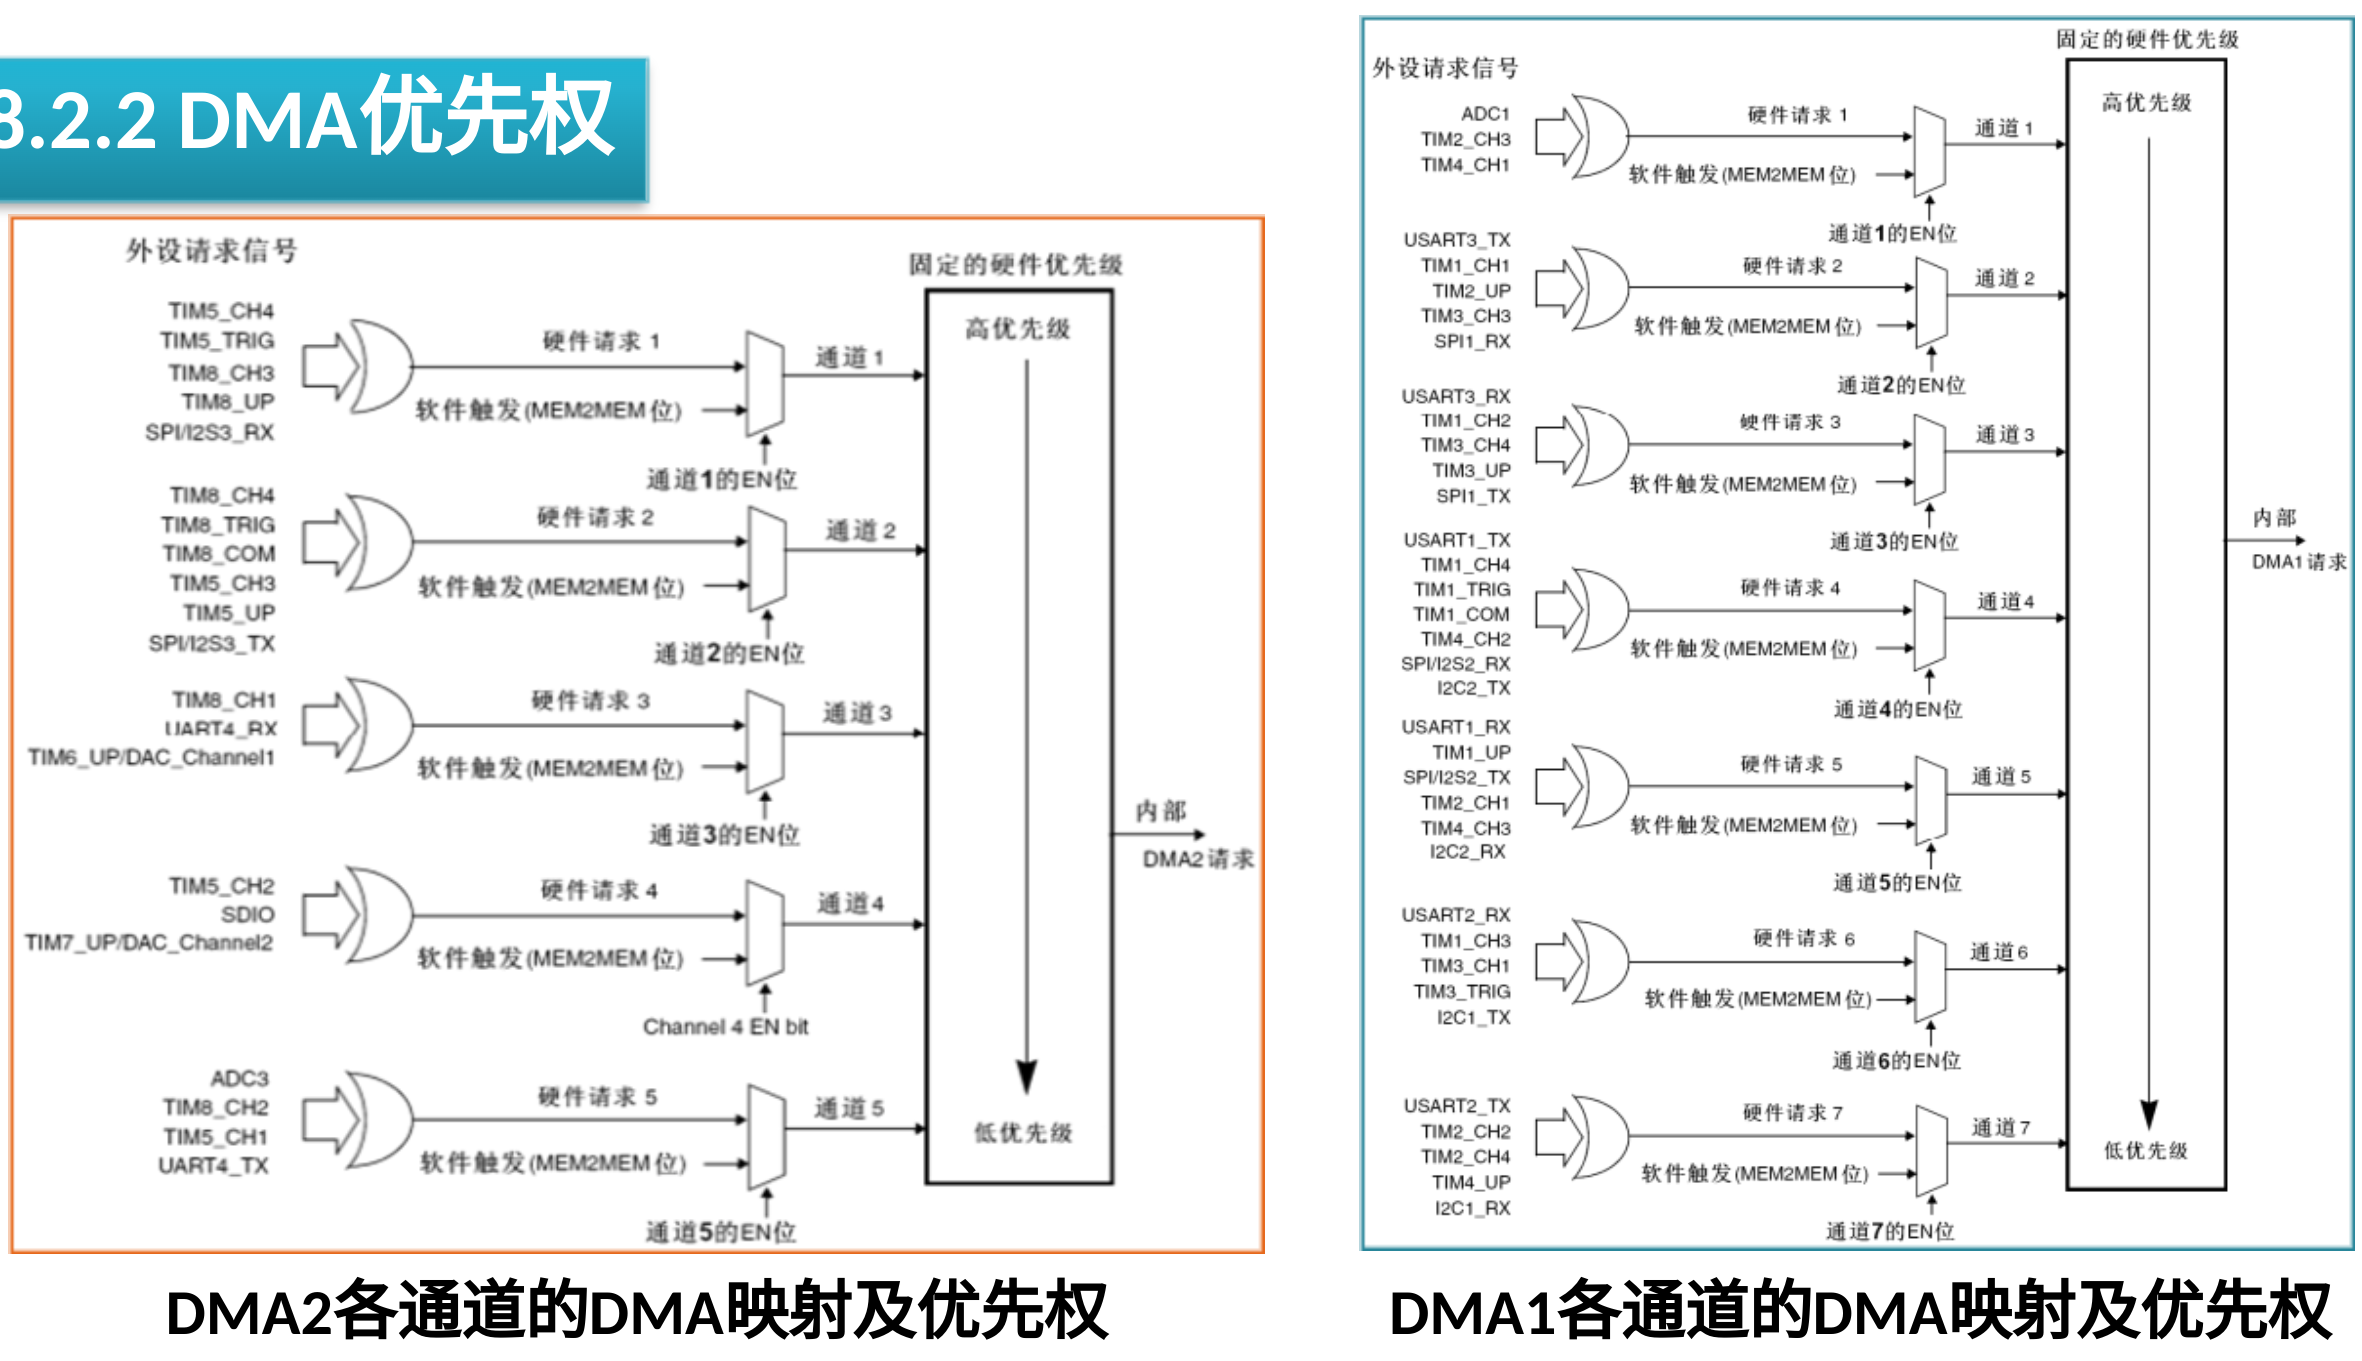 8.2.2 DMA优先权
外设请求信号
固定的硬件优先级
TIM5_CH4
TIM5_TRIG
TIM8_CH3
TIM8_UP
SPI/I2S3_RX
硬件请求 1
软件触发(MEM2MEM 位)
通道1的EN位
通道 1
高优先级
TIM8_CH4
TIM8_TRIG
TIM8_COM
TIM5_CH3
TIM5_UP
SPI/I2S3_TX
硬件请求 2
软件触发(MEM2MEM 位)
通道2的EN位
通道 2
TIM8_CH1
UART4_RX
TIM6_UP/DAC_Channel1
硬件请求 3
软件触发(MEM2MEM 位)
通道3的EN位
通道 3
内部
DMA2 请求
TIM5_CH2
SDIO
TIM7_UP/DAC_Channel2
硬件请求 4
软件触发(MEM2MEM 位)
Channel 4 EN bit
通道4
ADC3
TIM8_CH2
TIM5_CH1
UART4_TX
硬件请求 5
软件触发(MEM2MEM 位)
通道5的EN位
通道 5
低优先级
DMA2各通道的DMA映射及优先权
外设请求信号
固定的硬件优先级
ADC1
TIM2_CH3
TIM4_CH1
硬件请求 1
软件触发(MEM2MEM 位)
通道1的EN位
通道 1
高优先级
USART3_TX
TIM1_CH1
TIM2_UP
TIM3_CH3
SPI1_RX
硬件请求 2
软件触发(MEM2MEM 位)
通道2的EN位
通道 2
USART3_RX
TIM1_CH2
TIM3_CH4
TIM3_UP
SPI1_TX
硬件请求 3
软件触发(MEM2MEM 位)
通道3的EN位
通道 3
内部
DMA1 请求
USART1_TX
TIM1_CH4
TIM1_TRIG
TIM1_COM
TIM4_CH2
SPI/I2S2_RX
I2C2_TX
硬件请求 4
软件触发(MEM2MEM 位)
通道4的EN位
通道4
USART1_RX
TIM1_UP
SPI/I2S2_TX
TIM2_CH1
TIM4_CH3
I2C2_RX
硬件请求 5
软件触发(MEM2MEM 位)
通道5的EN位
通道 5
USART2_RX
TIM1_CH3
TIM3_CH1
TIM3_TRIG
I2C1_TX
硬件请求 6
软件触发(MEM2MEM 位)
通道6的EN位
通道6
USART2_TX
TIM2_CH2
TIM2_CH4
TIM4_UP
I2C1_RX
硬件请求 7
软件触发(MEM2MEM 位)
通道7的EN位
通道 7
低优先级
DMA1各通道的DMA映射及优先权